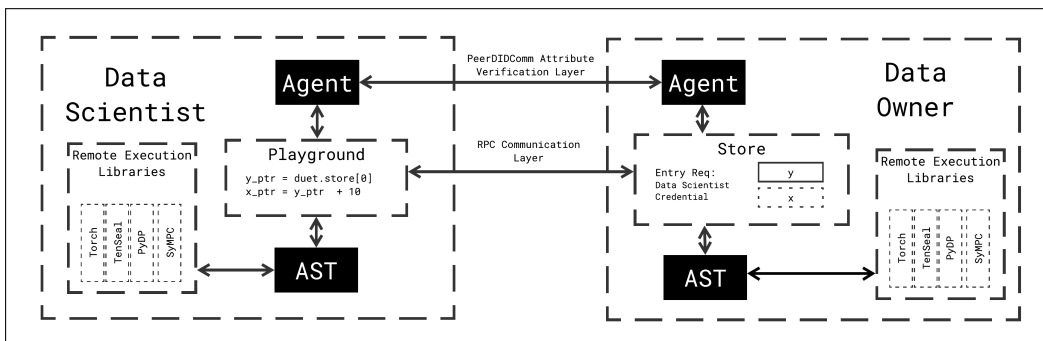 Data
Scientist
Agent
PeerDIDComm Attribute
Verification Layer
Agent
Data
Owner
Remote Execution
Libraries
Torch
TenSeal
PyDP
SyMPC
Playground
y_ptr = duet.store[0]
x_ptr = y_ptr + 10
RPC Communication
Layer
Store
Entry Req:
Data Scientist
Credential
y
x
Remote Execution
Libraries
Torch
TenSeal
PyDP
SyMPC
AST
AST